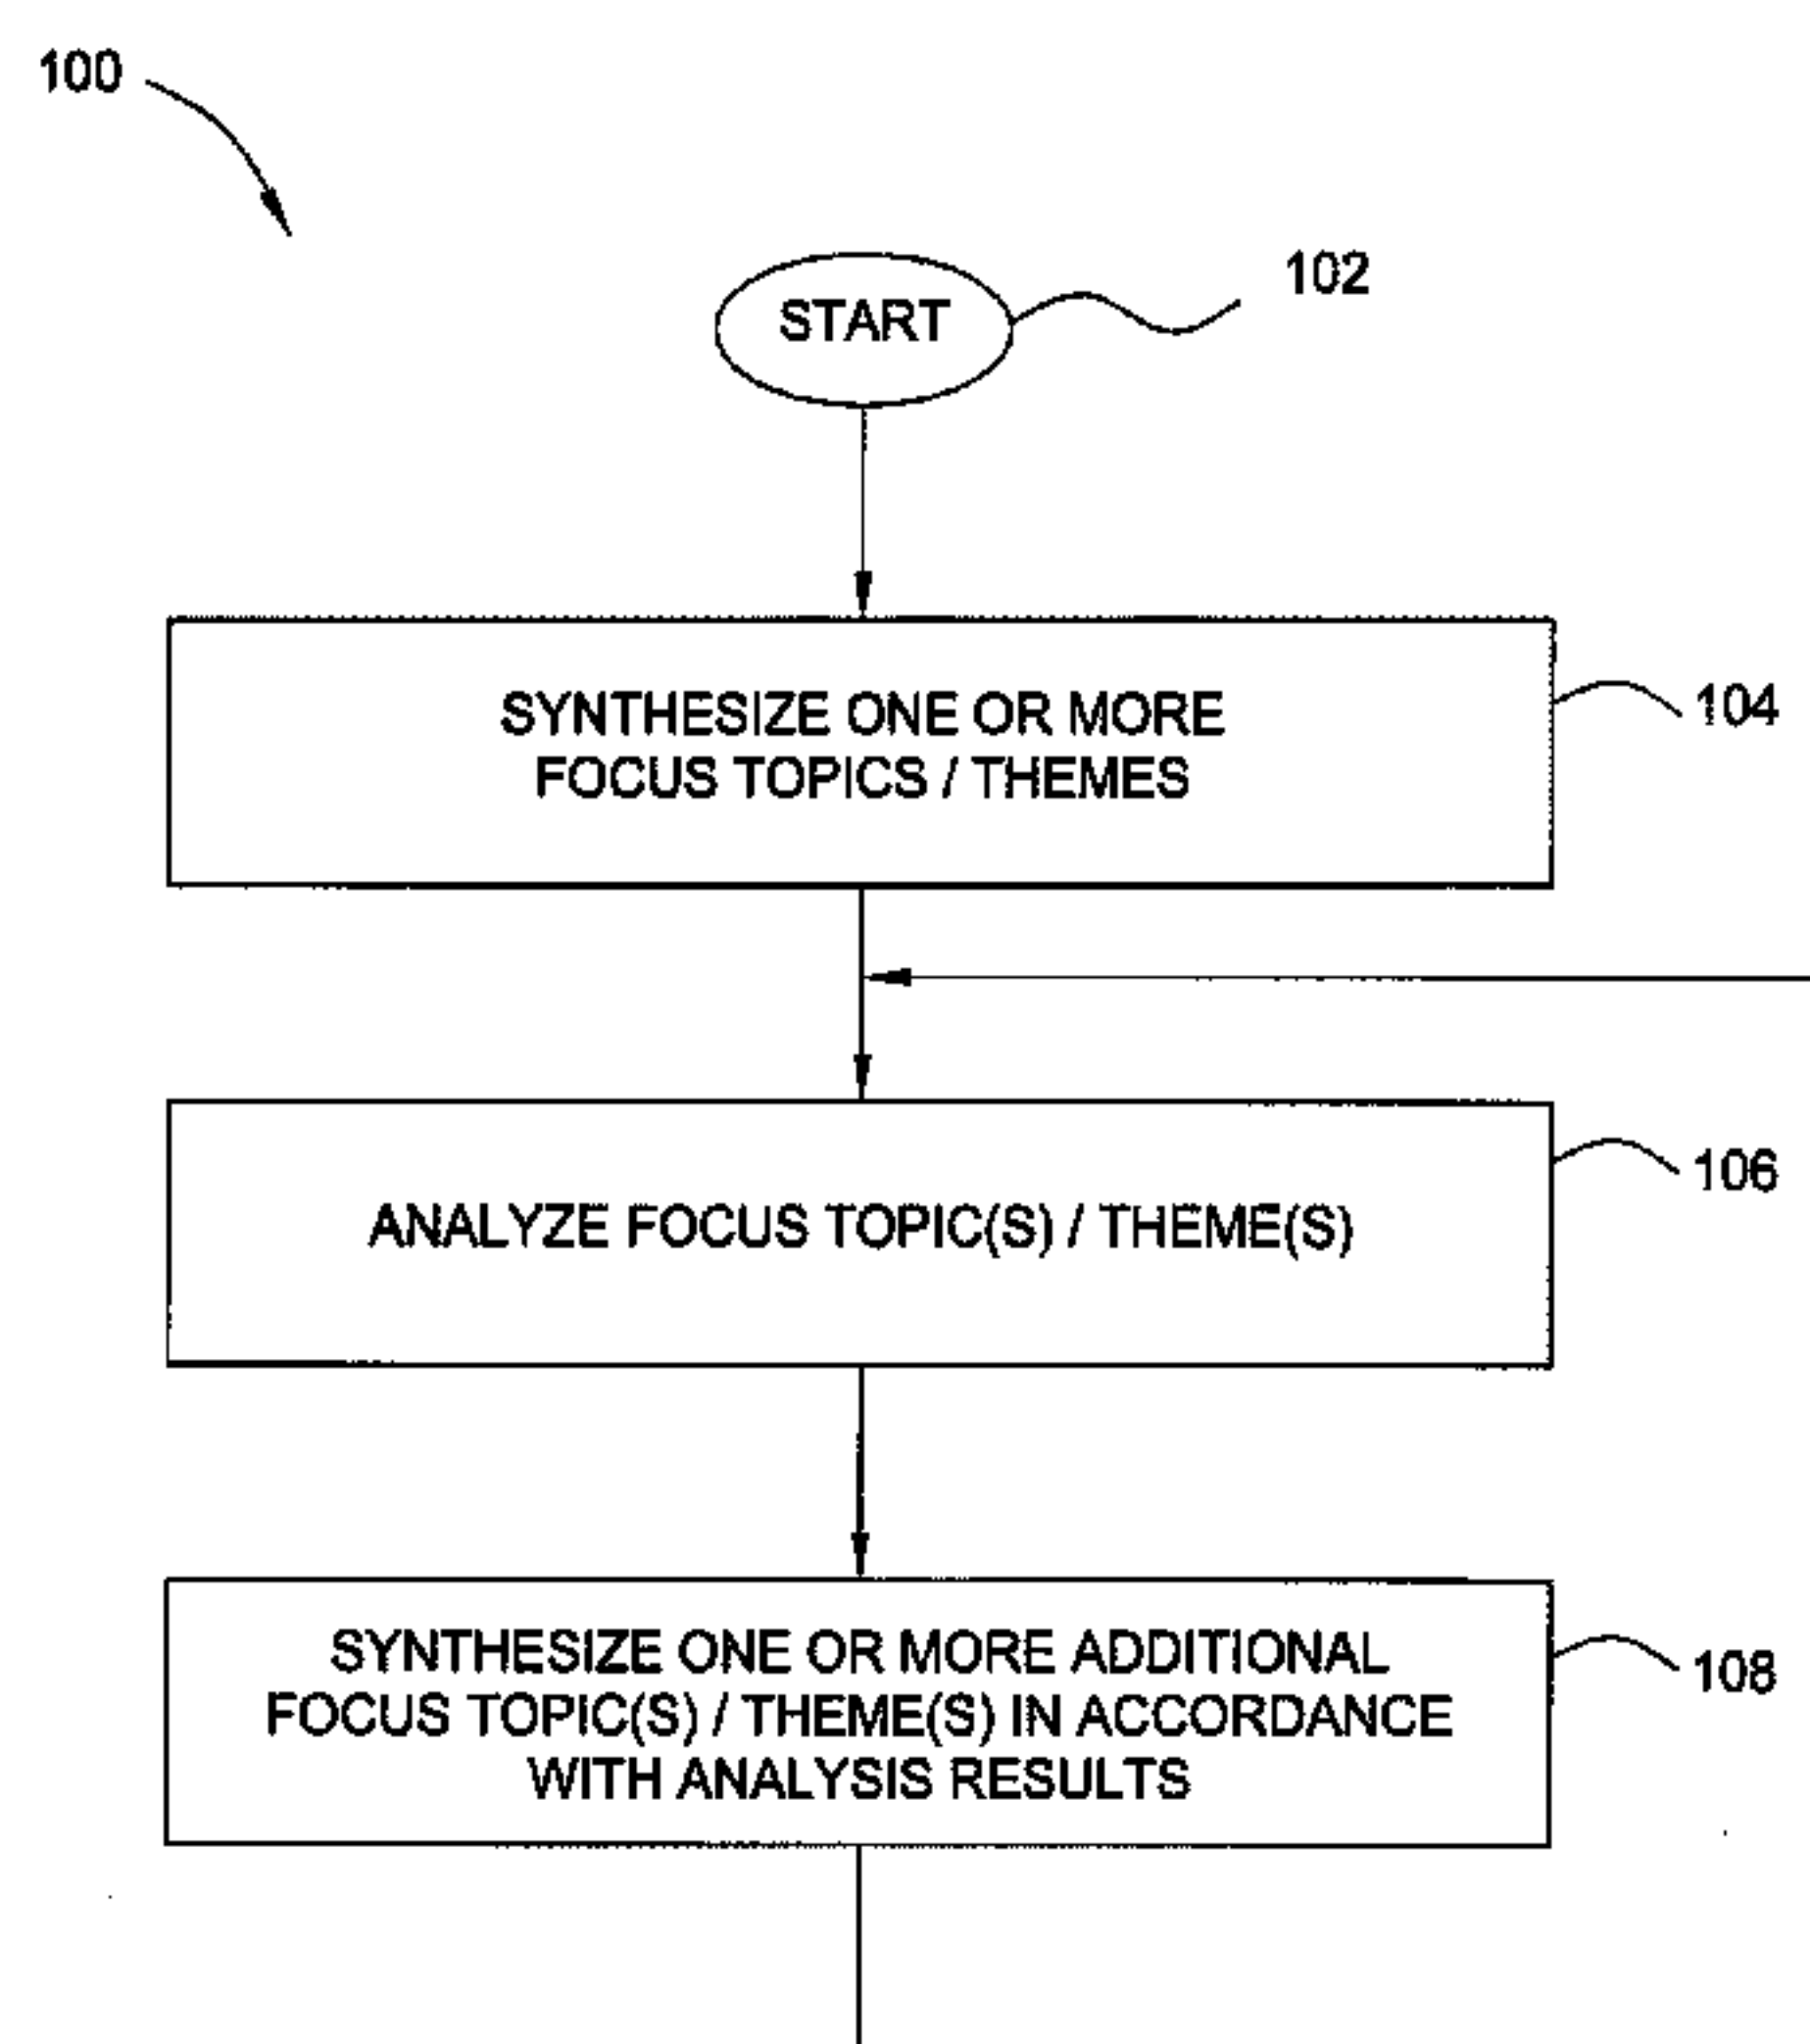 100
START
102
SYNTHESIZE ONE OR MORE
FOCUS TOPICS / THEMES
104
ANALYZE FOCUS TOPIC(S) / THEME(S)
106
SYNTHESIZE ONE OR MORE ADDITIONAL
FOCUS TOPIC(S) / THEME(S) IN ACCORDANCE
WITH ANALYSIS RESULTS
108